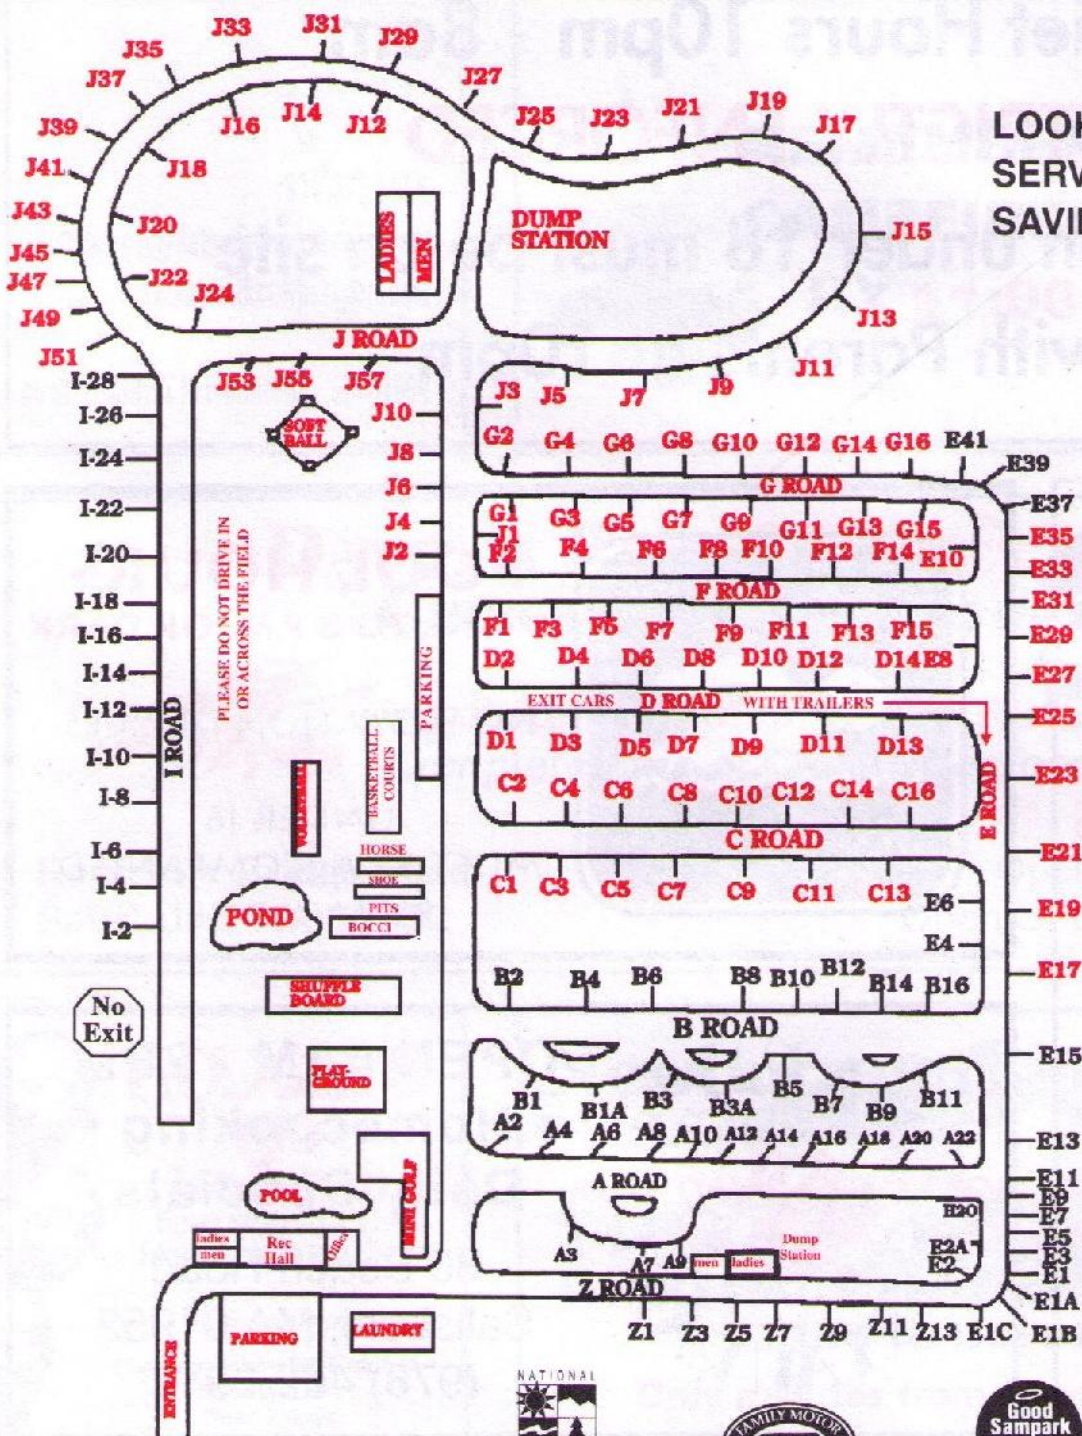 J33
J31
J29
J35
J37
J27
J39
J16
J14
J12
J25
J23
J21
J19
J17
J18
J41
J43
J20
J45
J47
J22
J24
J49
J51
LADIES
MEN
DUMP
STATION
J15
J13
J11
J9
J7
J5
J3
J ROAD
J53
J55
J57
LOO
SERV
SAVI
J10
J8
J6
J4
J2
SOFT
BALL
I-28
I-26
I-24
I-22
I-20
I-18
I-16
I-14
I-12
I-10
I-8
I-6
I-4
I-2
I ROAD
PLEASE DO NOT DRIVE IN
OR ACROSS THE FIELD
PARKING
BASKETBALL
COURTS
HORSE
SHOE
PITS
BOCCI
POND
SHUFFLE
BOARD
No
Exit
PLAY-
GROUND
MINI GOLF
POOL
ladies
men
Rec
Hall
Office
PARKING
LAUNDRY
ENTRANCE
G2 G4 G6 G8 G10 G12 G14 G16 E41
E39
G ROAD
E37
G1 G3 G5 G7 G9 G11 G13 G15
J1
F2 F4 F6 F8 F10 F12 F14 E10
E35
E33
F ROAD
E31
F1 F3 F5 F7 F9 F11 F13 F15
E29
D2 D4 D6 D8 D10 D12 D14 E8
E27
EXIT CARS D ROAD WITH TRAILERS
E25
D1 D3 D5 D7 D9 D11 D13
E ROAD
E23
C2 C4 C6 C8 C10 C12 C14 C16
C ROAD
E21
C1 C3 C5 C7 C9 C11 C13
E6
E19
E4
E17
B2 B4 B6 B8 B10 B12 B14 B16
B ROAD
E15
B1 B1A B3 B3A B5 B7 B9 B11
A2 A4 A6 A8 A10 A12 A14 A16 A18 A20 A22
E13
A ROAD
E11
E9
E7
H2O
E5
E2A
E3
E2
E1
A3 A7 A9
men
ladies
Dump
Station
Z ROAD
E1A
E1B
Z1 Z3 Z5 Z7 Z9 Z11 Z13 E1C
NATIONAL
FAMILY MOTOR
Good
Sampark